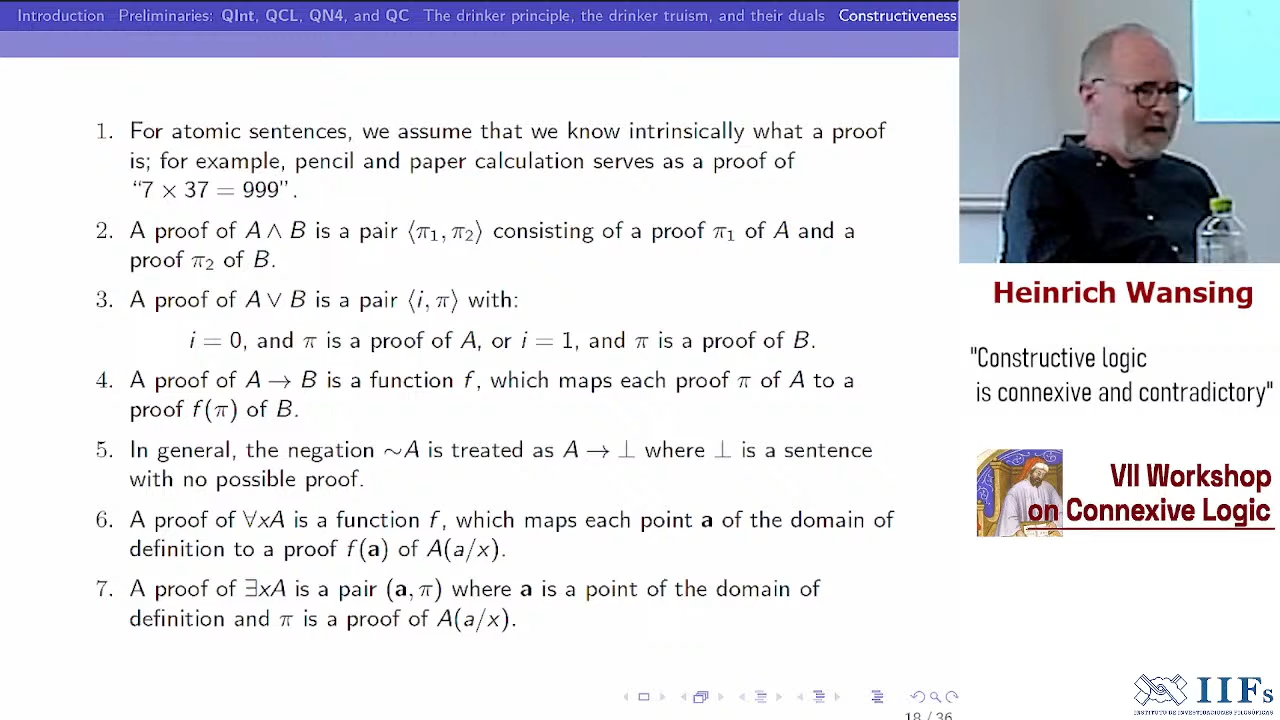 Introduction Preliminaries: QInt, QCL, QN4, and QC The drinker principle, the drinker truism, and their duals Constructiveness
1. For atomic sentences, we assume that we know intrinsically what a proof
is; for example, pencil and paper calculation serves as a proof of
“7 × 37 = 999”.
2. A proof of A ∧ B is a pair ⟨π₁, π₂⟩ consisting of a proof π₁ of A and a
proof π₂ of B.
3. A proof of A ∨ B is a pair ⟨i, π⟩ with:
i = 0, and π is a proof of A, or i = 1, and π is a proof of B.
4. A proof of A → B is a function f, which maps each proof π of A to a
proof f(π) of B.
5. In general, the negation ∼A is treated as A → ⊥ where ⊥ is a sentence
with no possible proof.
6. A proof of ∀xA is a function f, which maps each point a of the domain of
definition to a proof f(a) of A(a/x).
7. A proof of ∃xA is a pair (a, π) where a is a point of the domain of
definition and π is a proof of A(a/x).
18 / 36
Heinrich Wansing
"Constructive logic
is connexive and contradictory"
VII Workshop
on Connexive Logic
IIFs
INSTITUTO DE INVESTIGACIONES FILOSÓFICAS